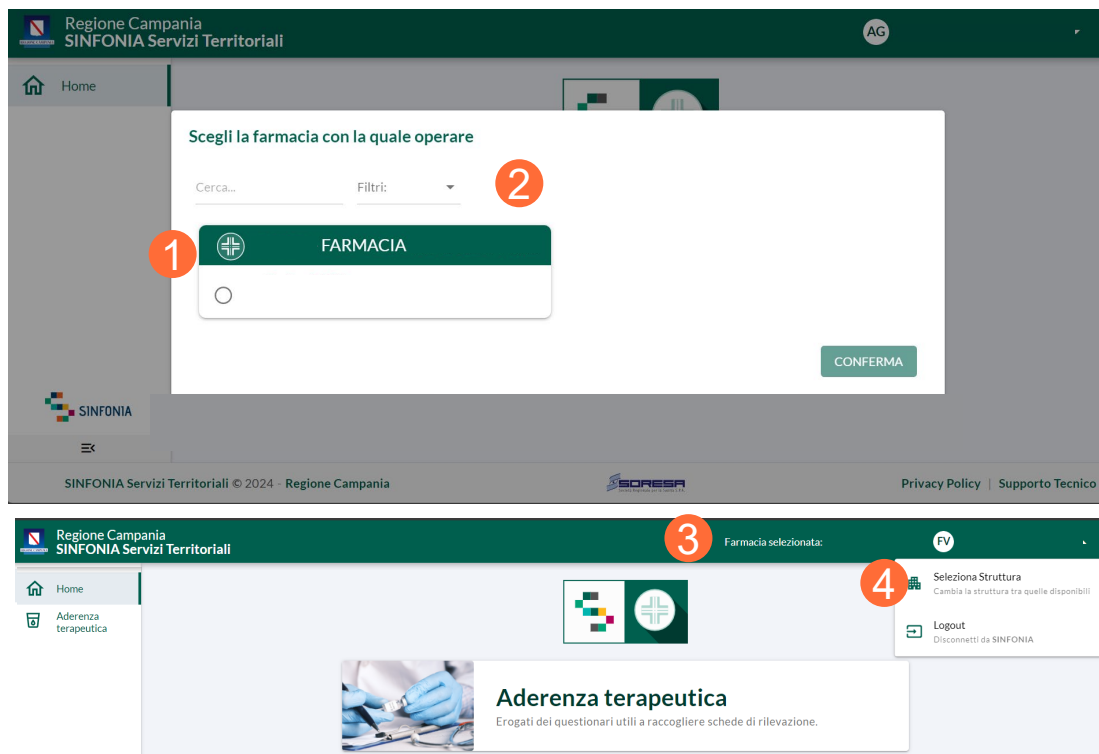 Regione Campania
SINFONIA Servizi Territoriali
AG
Home
Scegli la farmacia con la quale operare
Cerca...
Filtri:
2
1
FARMACIA
CONFERMA
SINFONIA
SINFONIA Servizi Territoriali © 2024 - Regione Campania
SORESA
Privacy Policy | Supporto Tecnico
Regione Campania
SINFONIA Servizi Territoriali
3
Farmacia selezionata:
FV
Home
Aderenza
terapeutica
4
Seleziona Struttura
Cambia la struttura tra quelle disponibili
Logout
Disconnetti da SINFONIA
Aderenza terapeutica
Erogati dei questionari utili a raccogliere schede di rilevazione.